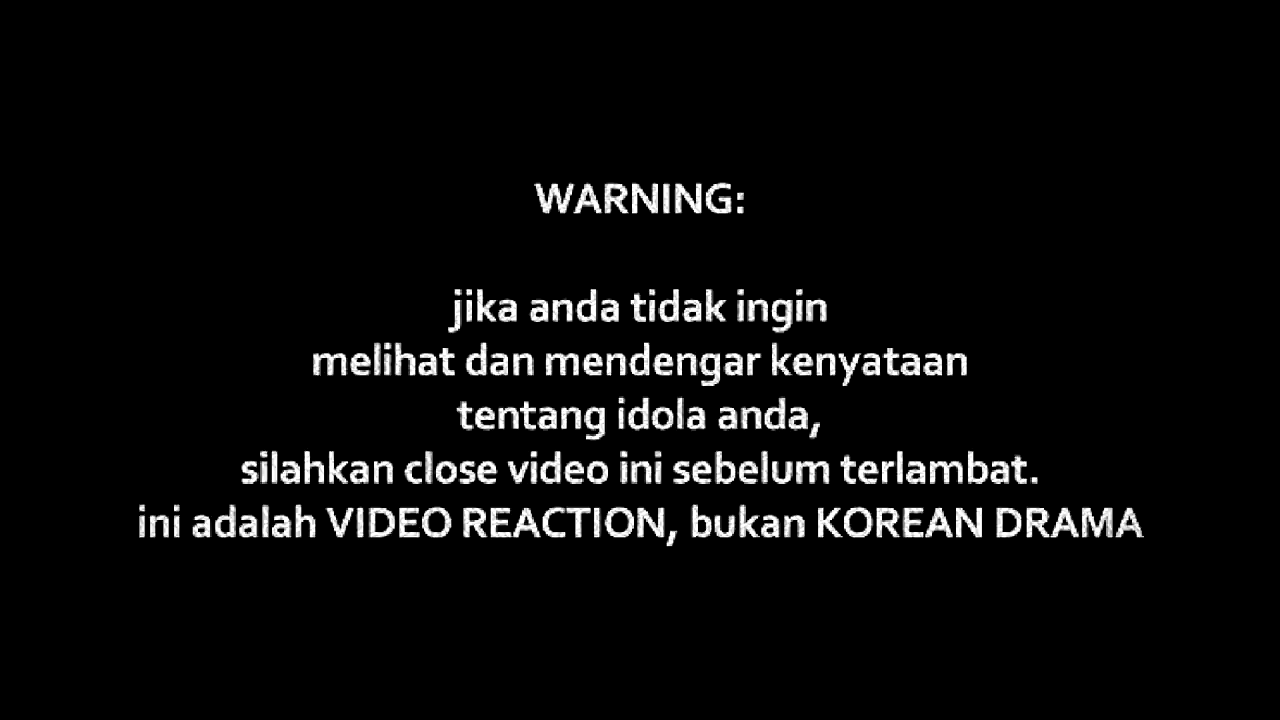 WARNING:
jika anda tidak ingin
melihat dan mendengar kenyataan
tentang idola anda,
silahkan close video ini sebelum terlambat.
ini adalah VIDEO REACTION, bukan KOREAN DRAMA